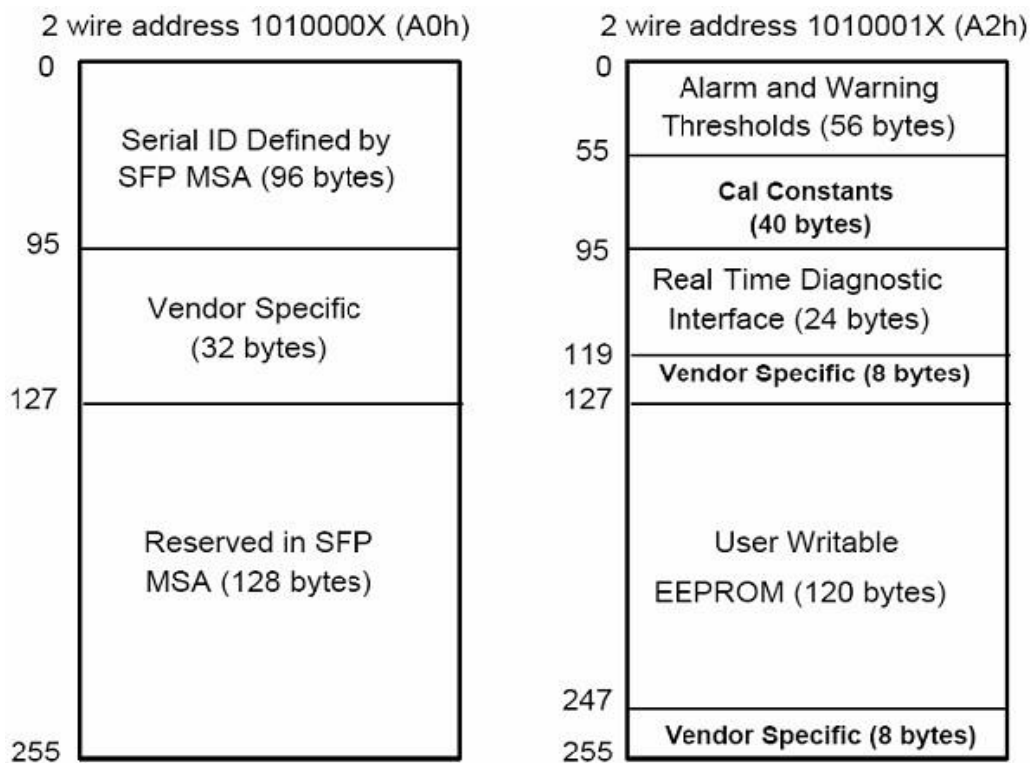 2 wire address 1010000X (A0h)
0
Serial ID Defined by
SFP MSA (96 bytes)
95
Vendor Specific
(32 bytes)
127
Reserved in SFP
MSA (128 bytes)
255
2 wire address 1010001X (A2h)
0
Alarm and Warning
Thresholds (56 bytes)
55
Cal Constants
(40 bytes)
95
Real Time Diagnostic
Interface (24 bytes)
119
Vendor Specific (8 bytes)
127
User Writable
EEPROM (120 bytes)
247
Vendor Specific (8 bytes)
255